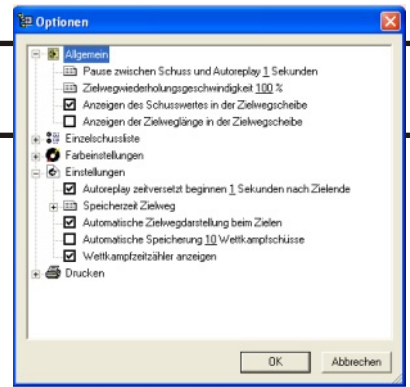 Optionen
Allgemein
Pause zwischen Schuss und Autoreplay 1 Sekunden
Zielwegwiederholungsgeschwindigkeit 100 %
Anzeigen des Schusswertes in der Zielwegscheibe
Anzeigen der Zielweglänge in der Zielwegscheibe
Einzelschussliste
Farbeinstellungen
Einstellungen
Autoreplay zeitversetzt beginnen 1 Sekunden nach Zielende
Speicherzeit Zielweg
Automatische Zielwegdarstellung beim Zielen
Automatische Speicherung 10 Wettkampfschüsse
Wettkampfzeitzähler anzeigen
Drucken
OK Abbrechen